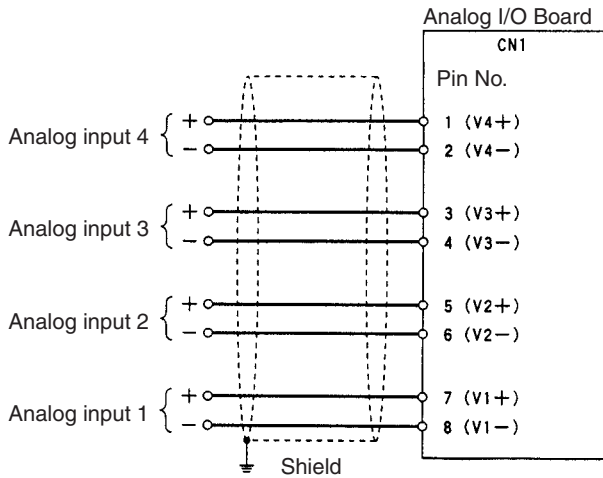 Analog I/O Board
CN1
Pin No.
Analog input 4
+
1 (V4+)
−
2 (V4−)
Analog input 3
+
3 (V3+)
−
4 (V3−)
Analog input 2
+
5 (V2+)
−
6 (V2−)
Analog input 1
+
7 (V1+)
−
8 (V1−)
Shield